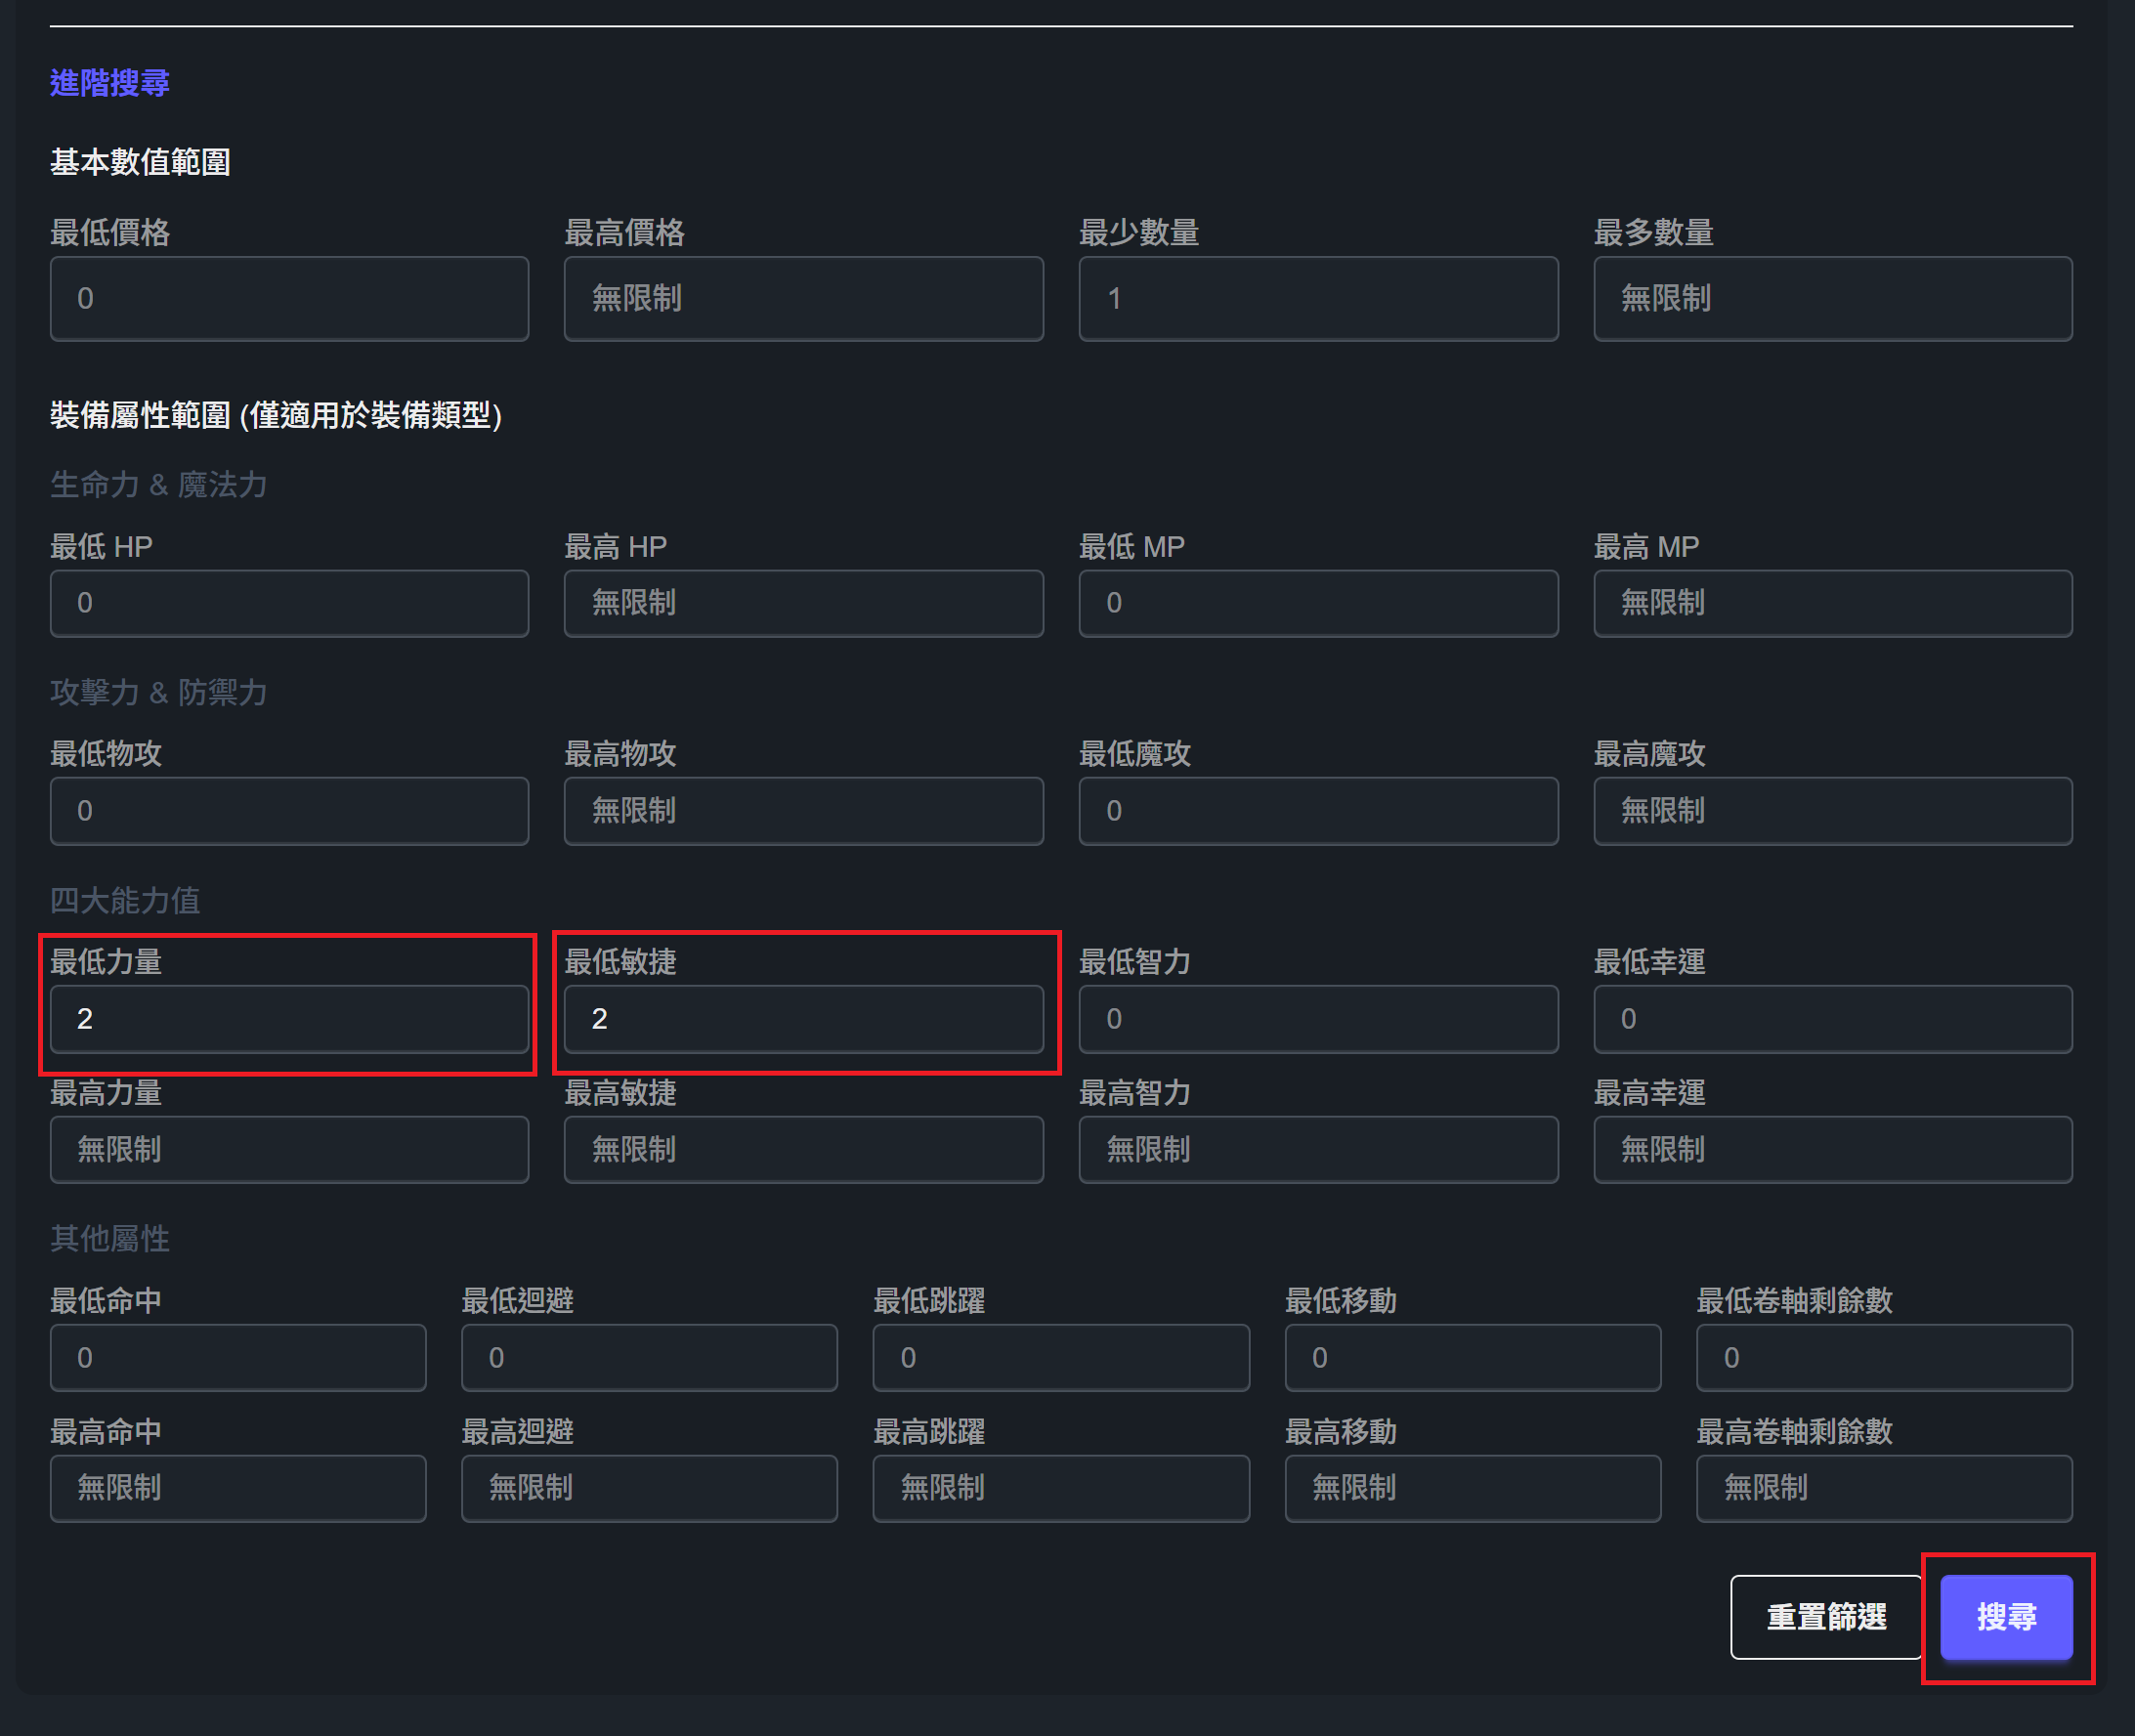 進階搜尋
基本數值範圍
最低價格 最高價格 最少數量 最多數量
0 無限制 1 無限制
裝備屬性範圍 (僅適用於裝備類型)
生命力 & 魔法力
最低 HP 最高 HP 最低 MP 最高 MP
0 無限制 0 無限制
攻擊力 & 防禦力
最低物攻 最高物攻 最低魔攻 最高魔攻
0 無限制 0 無限制
四大能力值
最低力量 最低敏捷 最低智力 最低幸運
2 2 0 0
最高力量 最高敏捷 最高智力 最高幸運
無限制 無限制 無限制 無限制
其他屬性
最低命中 最低迴避 最低跳躍 最低移動 最低卷軸剩餘數
0 0 0 0 0
最高命中 最高迴避 最高跳躍 最高移動 最高卷軸剩餘數
無限制 無限制 無限制 無限制 無限制
重置篩選 搜尋